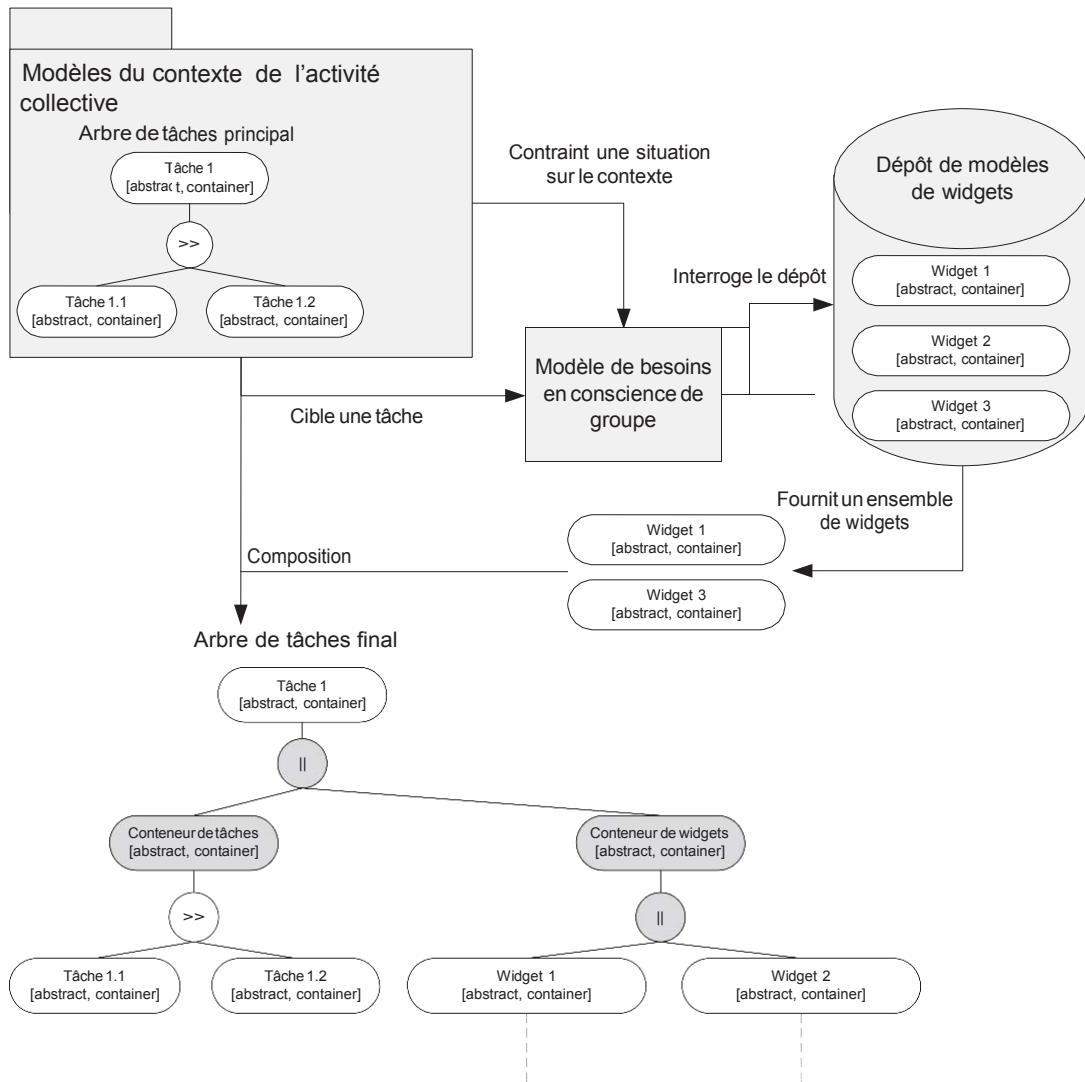 Modèles du contexte de l'activité
collective
Arbre de tâches principal
Tâche 1
[abstract, container]
>>
Tâche 1.1
[abstract, container]
Tâche 1.2
[abstract, container]
Contraint une situation
sur le contexte
Dépôt de modèles
de widgets
Interroge le dépôt
Widget 1
[abstract, container]
Widget 2
[abstract, container]
Widget 3
[abstract, container]
Modèle de besoins
en conscience de
groupe
Cible une tâche
Fournit un ensemble
de widgets
Widget 1
[abstract, container]
Widget 3
[abstract, container]
Composition
Arbre de tâches final
Tâche 1
[abstract, container]
||
Conteneur de tâches
[abstract, container]
Conteneur de widgets
[abstract, container]
>>
||
Tâche 1.1
[abstract, container]
Tâche 1.2
[abstract, container]
Widget 1
[abstract, container]
Widget 2
[abstract, container]